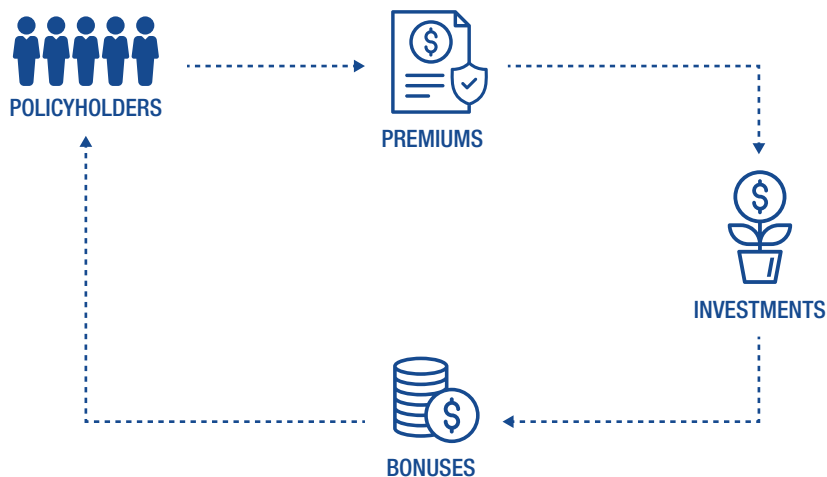 POLICYHOLDERS
$
PREMIUMS
$
INVESTMENTS
$
BONUSES